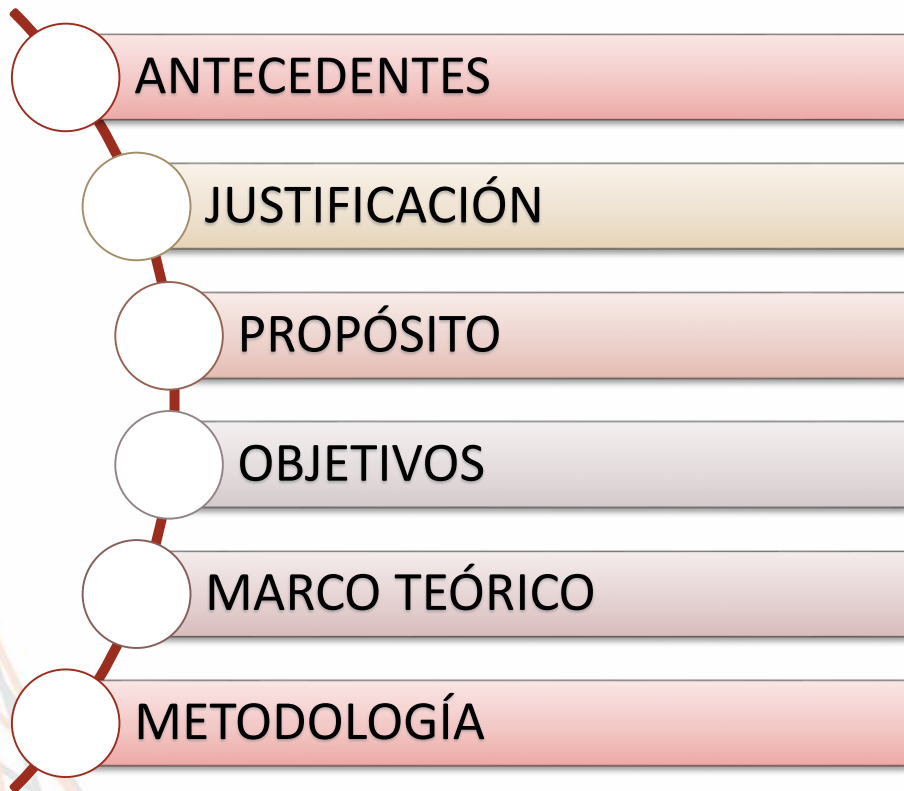 ANTECEDENTES
JUSTIFICACIÓN
PROPÓSITO
OBJETIVOS
MARCO TEÓRICO
METODOLOGÍA